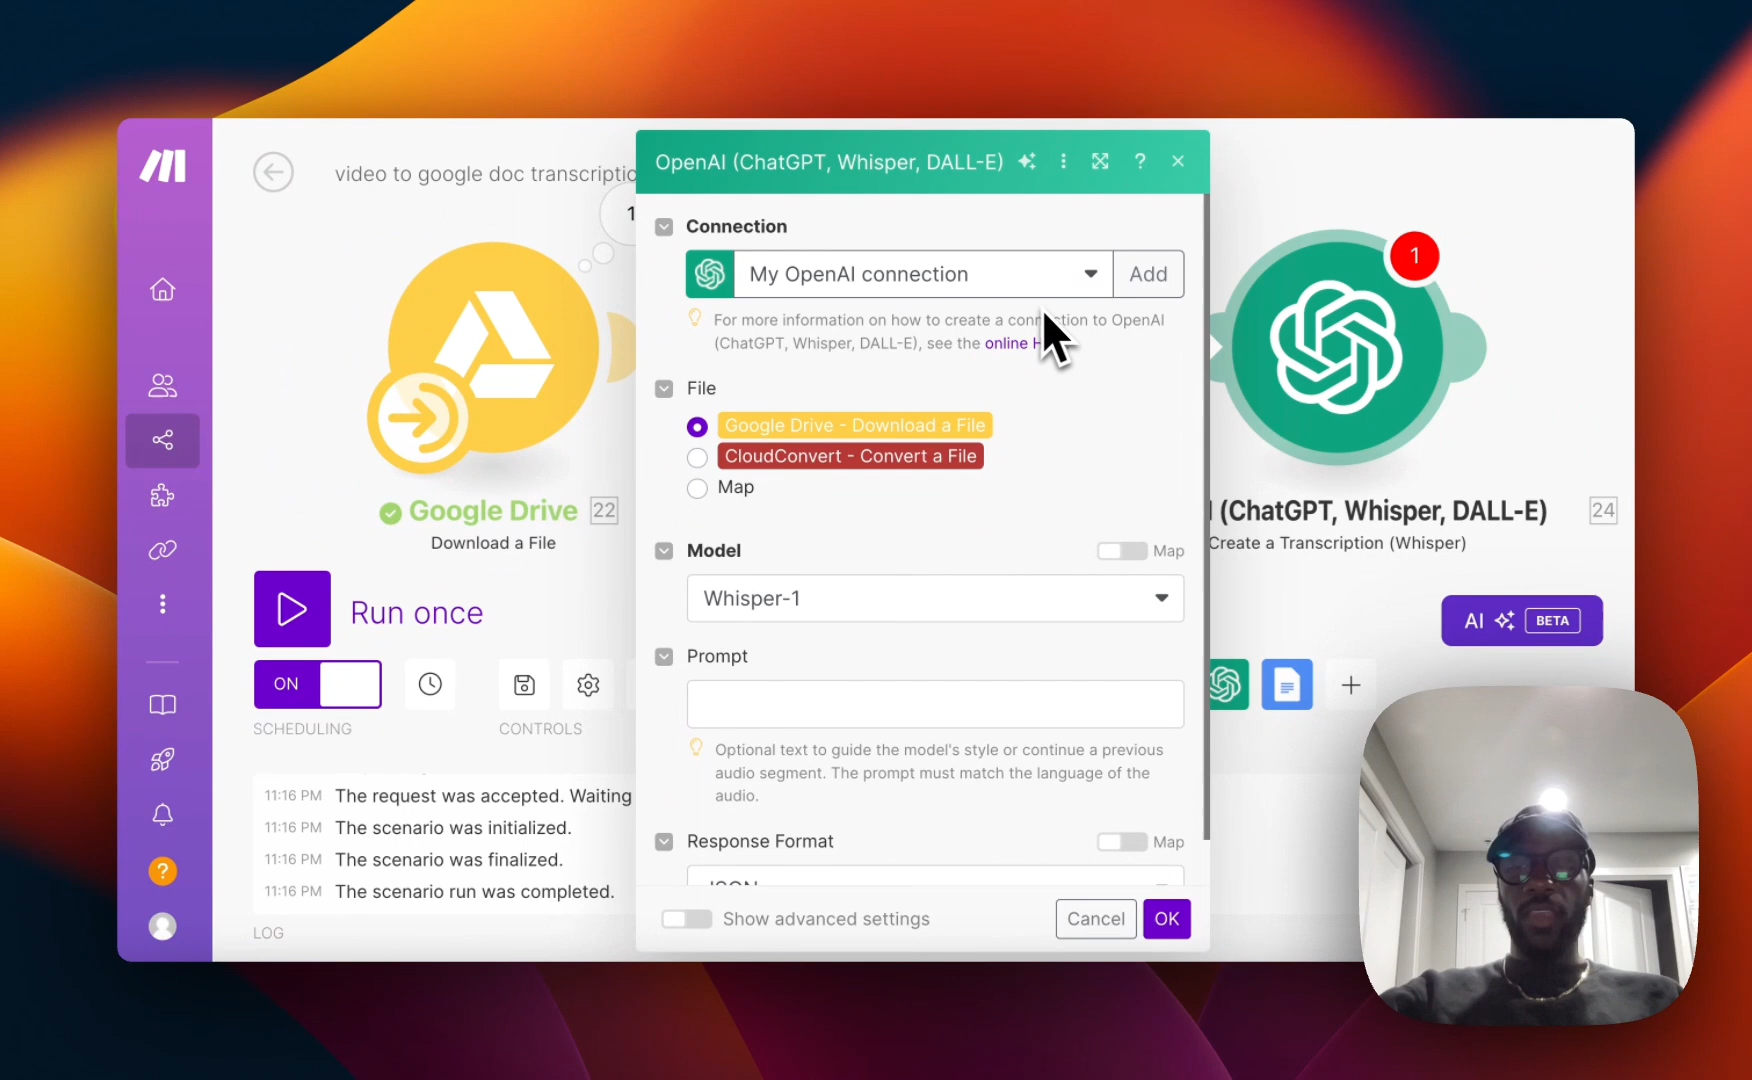 video to google doc transcriptio
1
Google Drive 22
Download a File
Run once
ON
SCHEDULING
CONTROLS
11:16 PM The request was accepted. Waiting
11:16 PM The scenario was initialized.
11:16 PM The scenario was finalized.
11:16 PM The scenario run was completed.
LOG
?
OpenAI (ChatGPT, Whisper, DALL-E) ?
Connection
My OpenAI connection Add
For more information on how to create a connection to OpenAI
(ChatGPT, Whisper, DALL-E), see the online H
File
Google Drive - Download a File
CloudConvert - Convert a File
Map
Model Map
Whisper-1
Prompt
Optional text to guide the model's style or continue a previous
audio segment. The prompt must match the language of the
audio.
Response Format Map
JSON
Show advanced settings Cancel OK
1
(ChatGPT, Whisper, DALL-E) 24
Create a Transcription (Whisper)
AI BETA